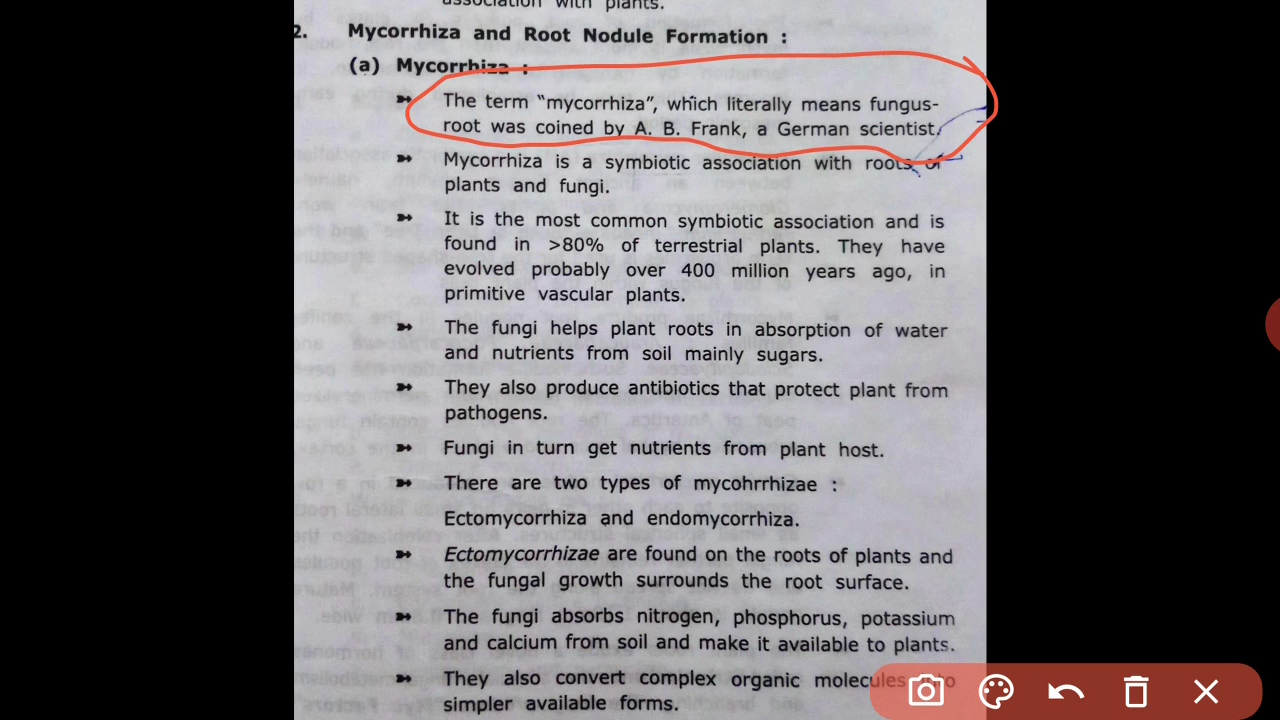 association with plants.
2. Mycorrhiza and Root Nodule Formation :
(a) Mycorrhiza :
➳ The term “mycorrhiza”, which literally means fungus-
root was coined by A. B. Frank, a German scientist.
➳ Mycorrhiza is a symbiotic association with roots of
plants and fungi.
➳ It is the most common symbiotic association and is
found in >80% of terrestrial plants. They have
evolved probably over 400 million years ago, in
primitive vascular plants.
➳ The fungi helps plant roots in absorption of water
and nutrients from soil mainly sugars.
➳ They also produce antibiotics that protect plant from
pathogens.
➳ Fungi in turn get nutrients from plant host.
➳ There are two types of mycohrrhizae :
Ectomycorrhiza and endomycorrhiza.
➳ Ectomycorrhizae are found on the roots of plants and
the fungal growth surrounds the root surface.
➳ The fungi absorbs nitrogen, phosphorus, potassium
and calcium from soil and make it available to plants.
➳ They also convert complex organic molecules into
simpler available forms.